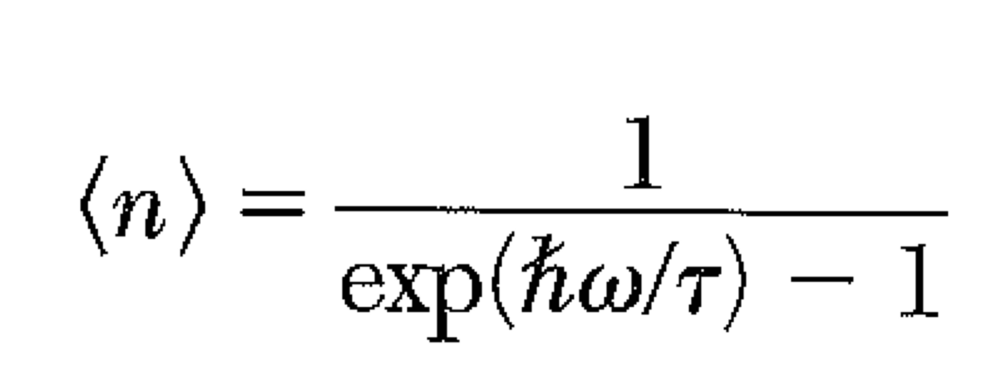 ⟨n⟩ = 1 / (exp(ℏω/τ) − 1)